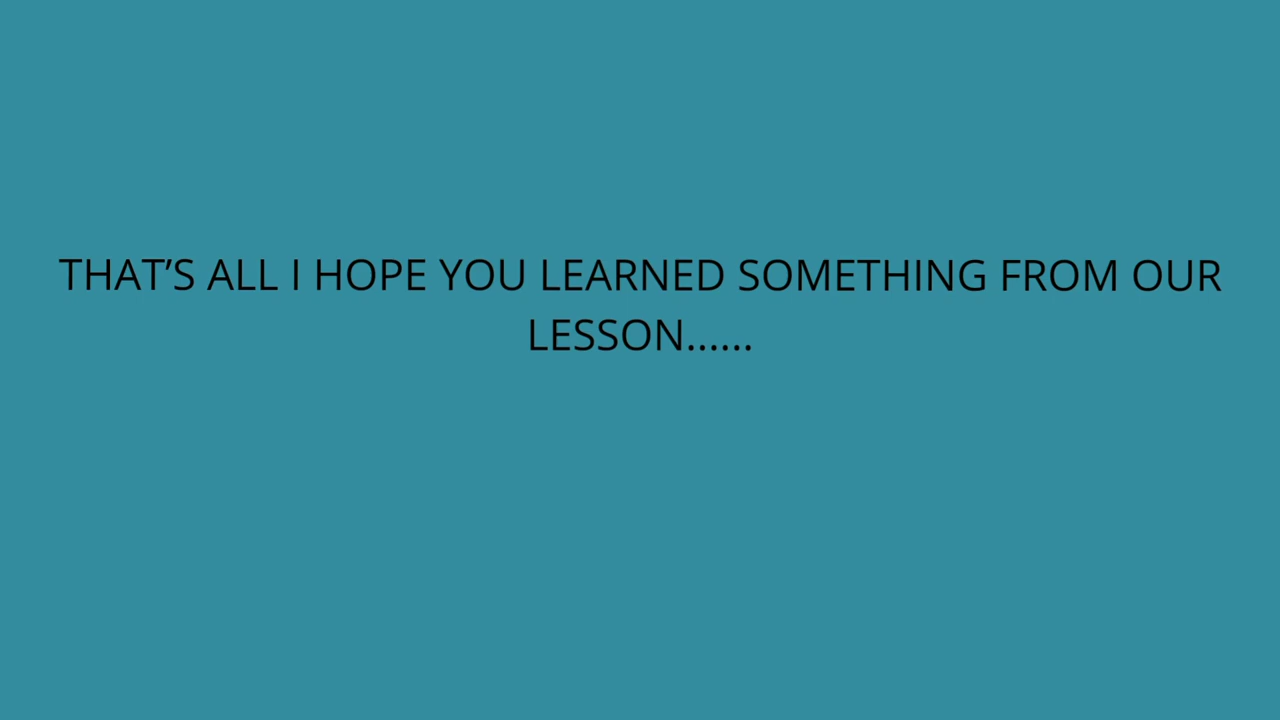 THAT’S ALL I HOPE YOU LEARNED SOMETHING FROM OUR
LESSON......